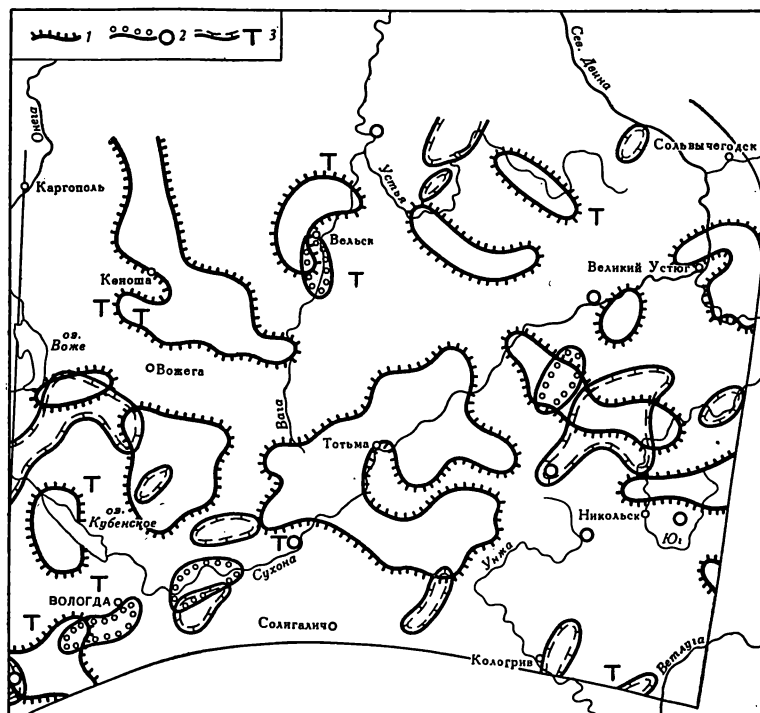 1 2 Т 3
Сев. Двина
Онега
Сольвычегодск
Каргополь
Устья
Т
Т
Вельск
Великий Устюг
Коноша
Т
Т Т
оз.
Воже
Вожега
Вага
Тотьма
Т
оз.
Кубенское
Никольск
Юг
Т
Сухона
Унжа
Т
ВОЛОГДА
Т
Солигалич
Кологрив
Т
Ветлуга